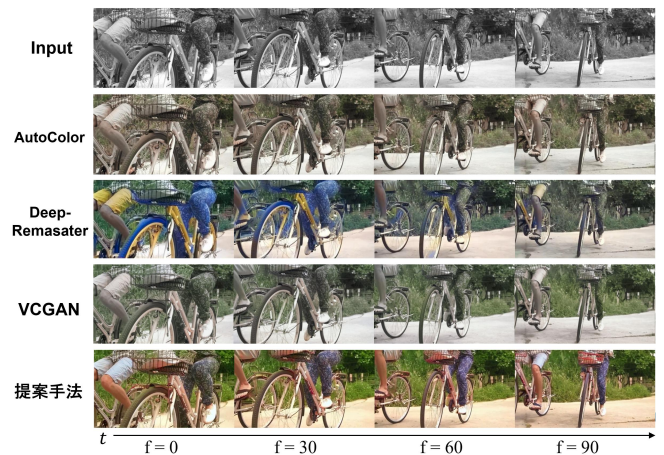 Input
AutoColor
Deep-
Remasater
VCGAN
提案手法
t
f = 0 f = 30 f = 60 f = 90